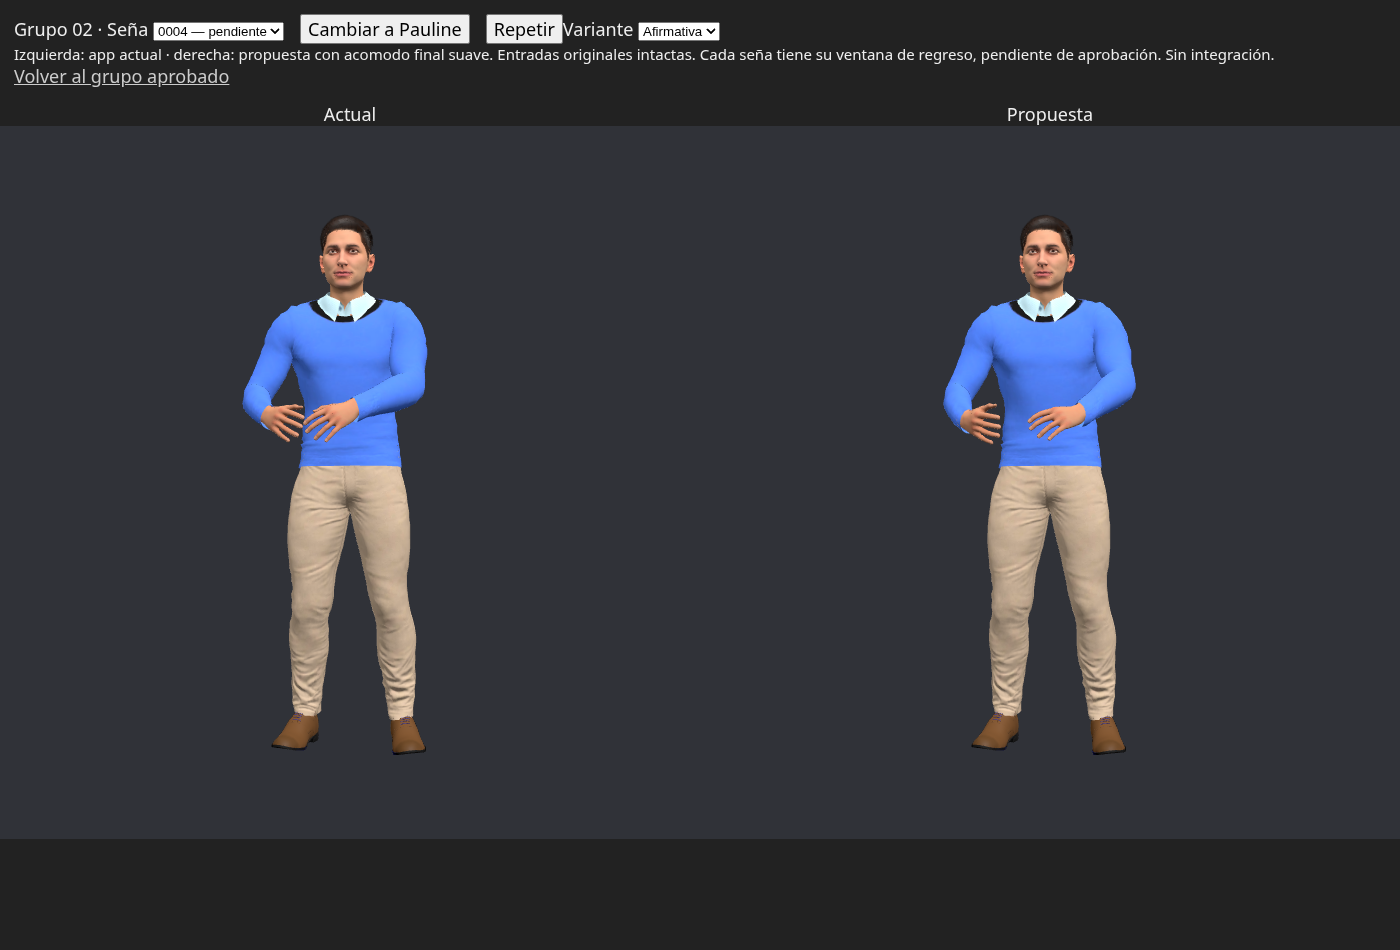 Grupo 02 · Seña 0004 — pendiente Cambiar a Pauline Repetir Variante Afirmativa
Izquierda: app actual · derecha: propuesta con acomodo final suave. Entradas originales intactas. Cada seña tiene su ventana de regreso, pendiente de aprobación. Sin integración.
Volver al grupo aprobado
Actual
Propuesta